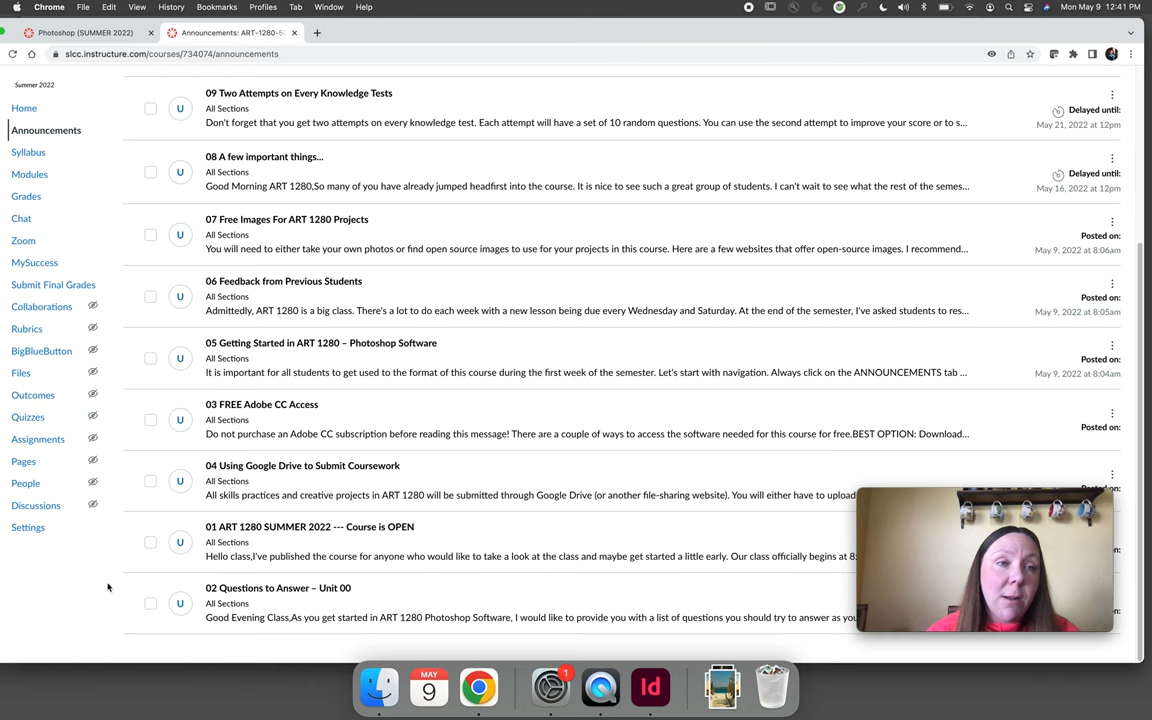 Chrome File Edit View History Bookmarks Profiles Tab Window Help Mon May 9 12:41 PM
Photoshop (SUMMER 2022) Announcements: ART-1280-50
slcc.instructure.com/courses/734074/announcements
Summer 2022
Home
Announcements
Syllabus
Modules
Grades
Chat
Zoom
MySuccess
Submit Final Grades
Collaborations
Rubrics
BigBlueButton
Files
Outcomes
Quizzes
Assignments
Pages
People
Discussions
Settings
09 Two Attempts on Every Knowledge Tests
All Sections
Delayed until:
Don't forget that you get two attempts on every knowledge test. Each attempt will have a set of 10 random questions. You can use the second attempt to improve your score or to s...
May 21, 2022 at 12pm
U
08 A few important things...
All Sections
Delayed until:
Good Morning ART 1280,So many of you have already jumped headfirst into the course. It is nice to see such a great group of students. I can't wait to see what the rest of the semes...
May 16, 2022 at 12pm
U
07 Free Images For ART 1280 Projects
All Sections
Posted on:
You will need to either take your own photos or find open source images to use for your projects in this course. Here are a few websites that offer open-source images. I recommend...
May 9, 2022 at 8:06am
U
06 Feedback from Previous Students
All Sections
Posted on:
Admittedly, ART 1280 is a big class. There's a lot to do each week with a new lesson being due every Wednesday and Saturday. At the end of the semester, I've asked students to res...
May 9, 2022 at 8:05am
U
05 Getting Started in ART 1280 – Photoshop Software
All Sections
Posted on:
It is important for all students to get used to the format of this course during the first week of the semester. Let's start with navigation. Always click on the ANNOUNCEMENTS tab ...
May 9, 2022 at 8:04am
U
03 FREE Adobe CC Access
All Sections
Posted on:
Do not purchase an Adobe CC subscription before reading this message! There are a couple of ways to access the software needed for this course for free.BEST OPTION: Download...
U
04 Using Google Drive to Submit Coursework
All Sections
on:
All skills practices and creative projects in ART 1280 will be submitted through Google Drive (or another file-sharing website). You will either have to upload
U
01 ART 1280 SUMMER 2022 --- Course is OPEN
All Sections
on:
Hello class,I've published the course for anyone who would like to take a look at the class and maybe get started a little early. Our class officially begins at 8:
U
02 Questions to Answer – Unit 00
All Sections
on:
Good Evening Class,As you get started in ART 1280 Photoshop Software, I would like to provide you with a list of questions you should try to answer as you
U
MAY
9
1
Id